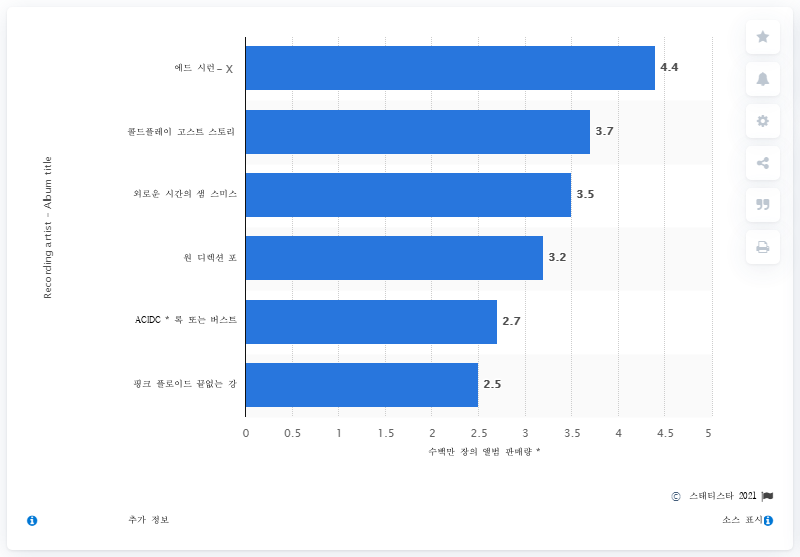 에드 시런 – X
4.4
콜드플레이 고스트 스토리
3.7
외로운 시간의 샘 스미스
3.5
원 디렉션 포
3.2
ACIDC * 록 또는 버스트
2.7
핑크 플로이드 끝없는 강
2.5
Recording artist – Album title
0 0.5 1 1.5 2 2.5 3 3.5 4 4.5 5
수백만 장의 앨범 판매량 *
© 스태티스타 2021
추가 정보
소스 표시